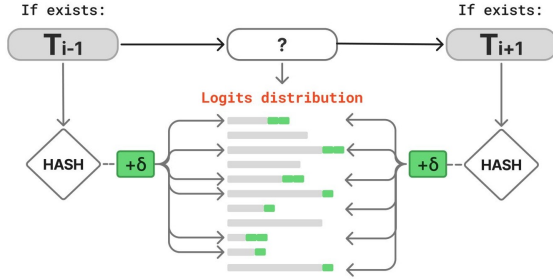 If exists:
If exists:
Ti-1
?
Ti+1
Logits distribution
HASH
+δ
+δ
HASH